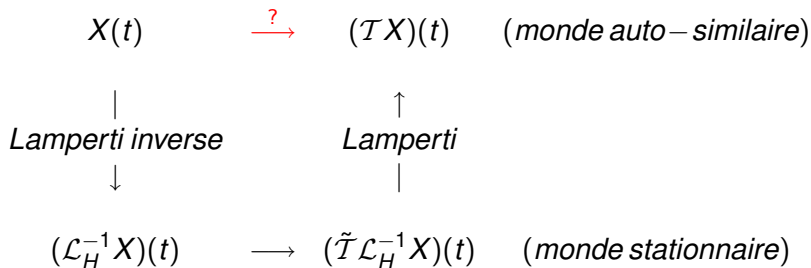 ?
X(t) ⟶ (𝒯X)(t) (monde auto−similaire)
| ↑
Lamperti inverse Lamperti
↓ |
(ℒ_H^{-1}X)(t) ⟶ (𝒯̃ℒ_H^{-1}X)(t) (monde stationnaire)